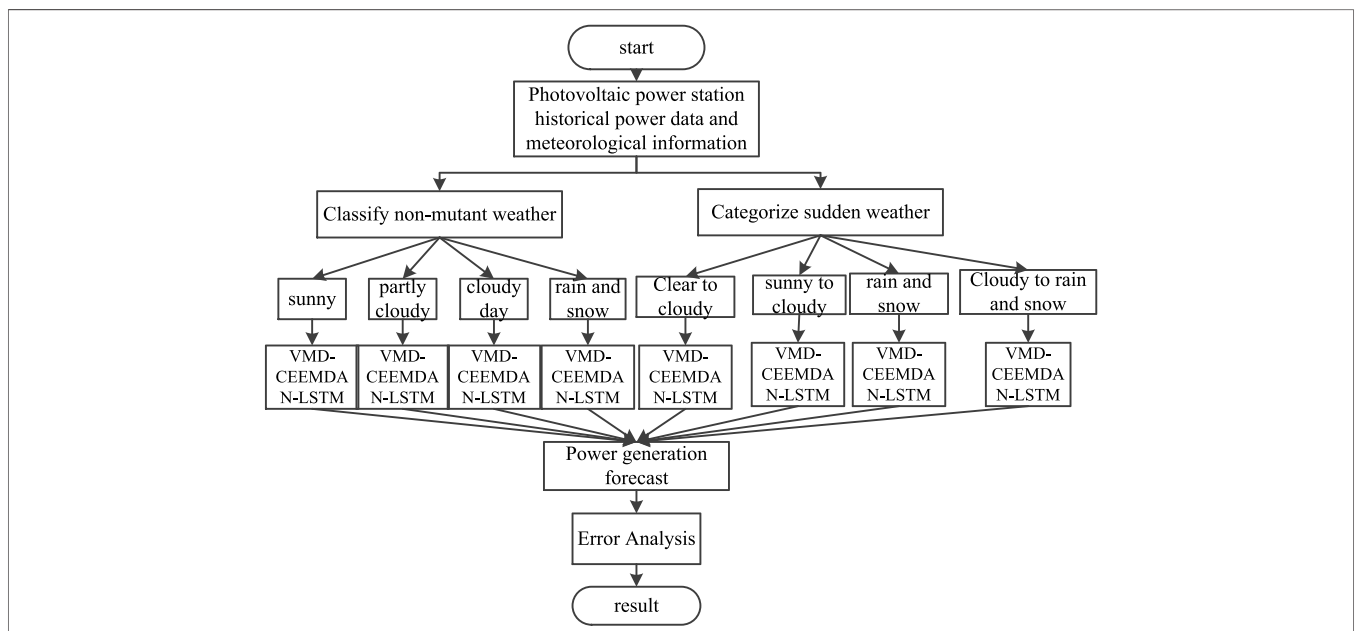 start
Photovoltaic power station
historical power data and
meteorological information
Classify non-mutant weather
Categorize sudden weather
sunny
partly
cloudy
cloudy
day
rain and
snow
Clear to
cloudy
sunny to
cloudy
rain and
snow
Cloudy to rain
and snow
VMD-
CEEMDA
N-LSTM
VMD-
CEEMDA
N-LSTM
VMD-
CEEMDA
N-LSTM
VMD-
CEEMDA
N-LSTM
VMD-
CEEMDA
N-LSTM
VMD-
CEEMDA
N-LSTM
VMD-
CEEMDA
N-LSTM
VMD-
CEEMDA
N-LSTM
Power generation
forecast
Error Analysis
result